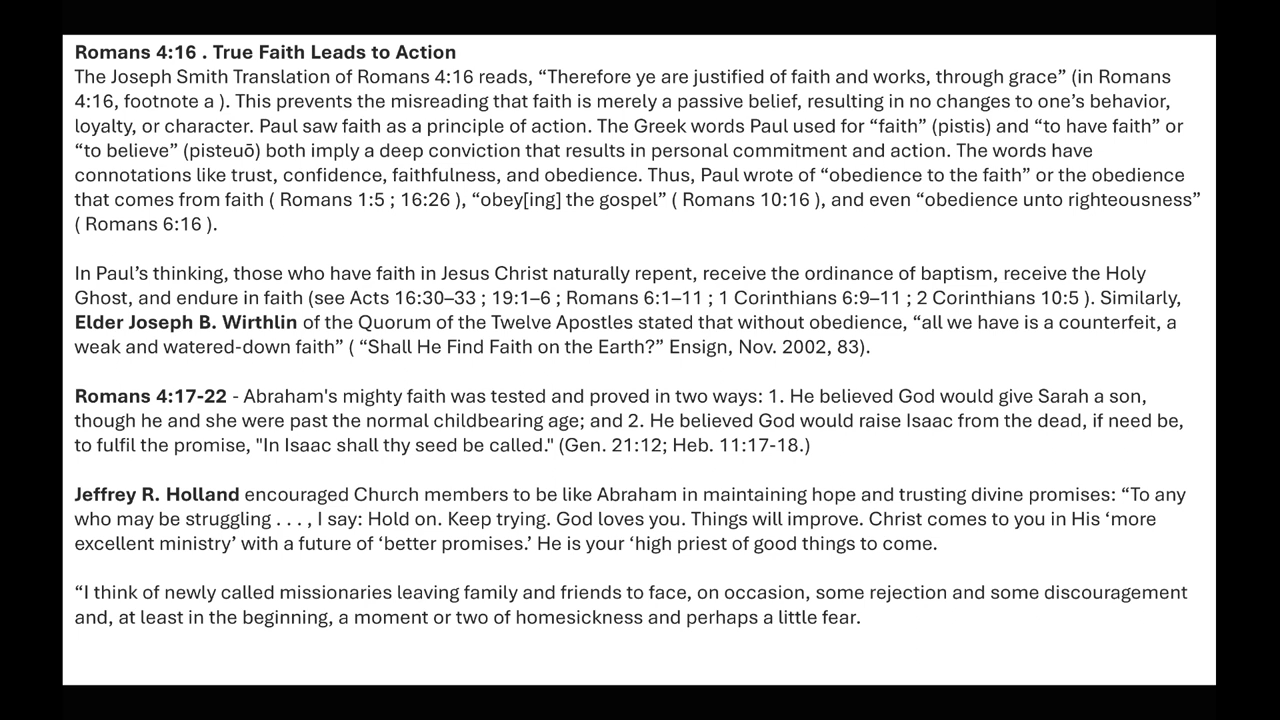 Romans 4:16 . True Faith Leads to Action
The Joseph Smith Translation of Romans 4:16 reads, “Therefore ye are justified of faith and works, through grace” (in Romans
4:16, footnote a ). This prevents the misreading that faith is merely a passive belief, resulting in no changes to one’s behavior,
loyalty, or character. Paul saw faith as a principle of action. The Greek words Paul used for “faith” (pistis) and “to have faith” or
“to believe” (pisteuō) both imply a deep conviction that results in personal commitment and action. The words have
connotations like trust, confidence, faithfulness, and obedience. Thus, Paul wrote of “obedience to the faith” or the obedience
that comes from faith ( Romans 1:5 ; 16:26 ), “obey[ing] the gospel” ( Romans 10:16 ), and even “obedience unto righteousness”
( Romans 6:16 ).
In Paul’s thinking, those who have faith in Jesus Christ naturally repent, receive the ordinance of baptism, receive the Holy
Ghost, and endure in faith (see Acts 16:30–33 ; 19:1–6 ; Romans 6:1–11 ; 1 Corinthians 6:9–11 ; 2 Corinthians 10:5 ). Similarly,
Elder Joseph B. Wirthlin of the Quorum of the Twelve Apostles stated that without obedience, “all we have is a counterfeit, a
weak and watered-down faith” ( “Shall He Find Faith on the Earth?” Ensign, Nov. 2002, 83).
Romans 4:17-22 - Abraham's mighty faith was tested and proved in two ways: 1. He believed God would give Sarah a son,
though he and she were past the normal childbearing age; and 2. He believed God would raise Isaac from the dead, if need be,
to fulfil the promise, "In Isaac shall thy seed be called." (Gen. 21:12; Heb. 11:17-18.)
Jeffrey R. Holland encouraged Church members to be like Abraham in maintaining hope and trusting divine promises: “To any
who may be struggling . . . , I say: Hold on. Keep trying. God loves you. Things will improve. Christ comes to you in His ‘more
excellent ministry’ with a future of ‘better promises.’ He is your ‘high priest of good things to come.
“I think of newly called missionaries leaving family and friends to face, on occasion, some rejection and some discouragement
and, at least in the beginning, a moment or two of homesickness and perhaps a little fear.